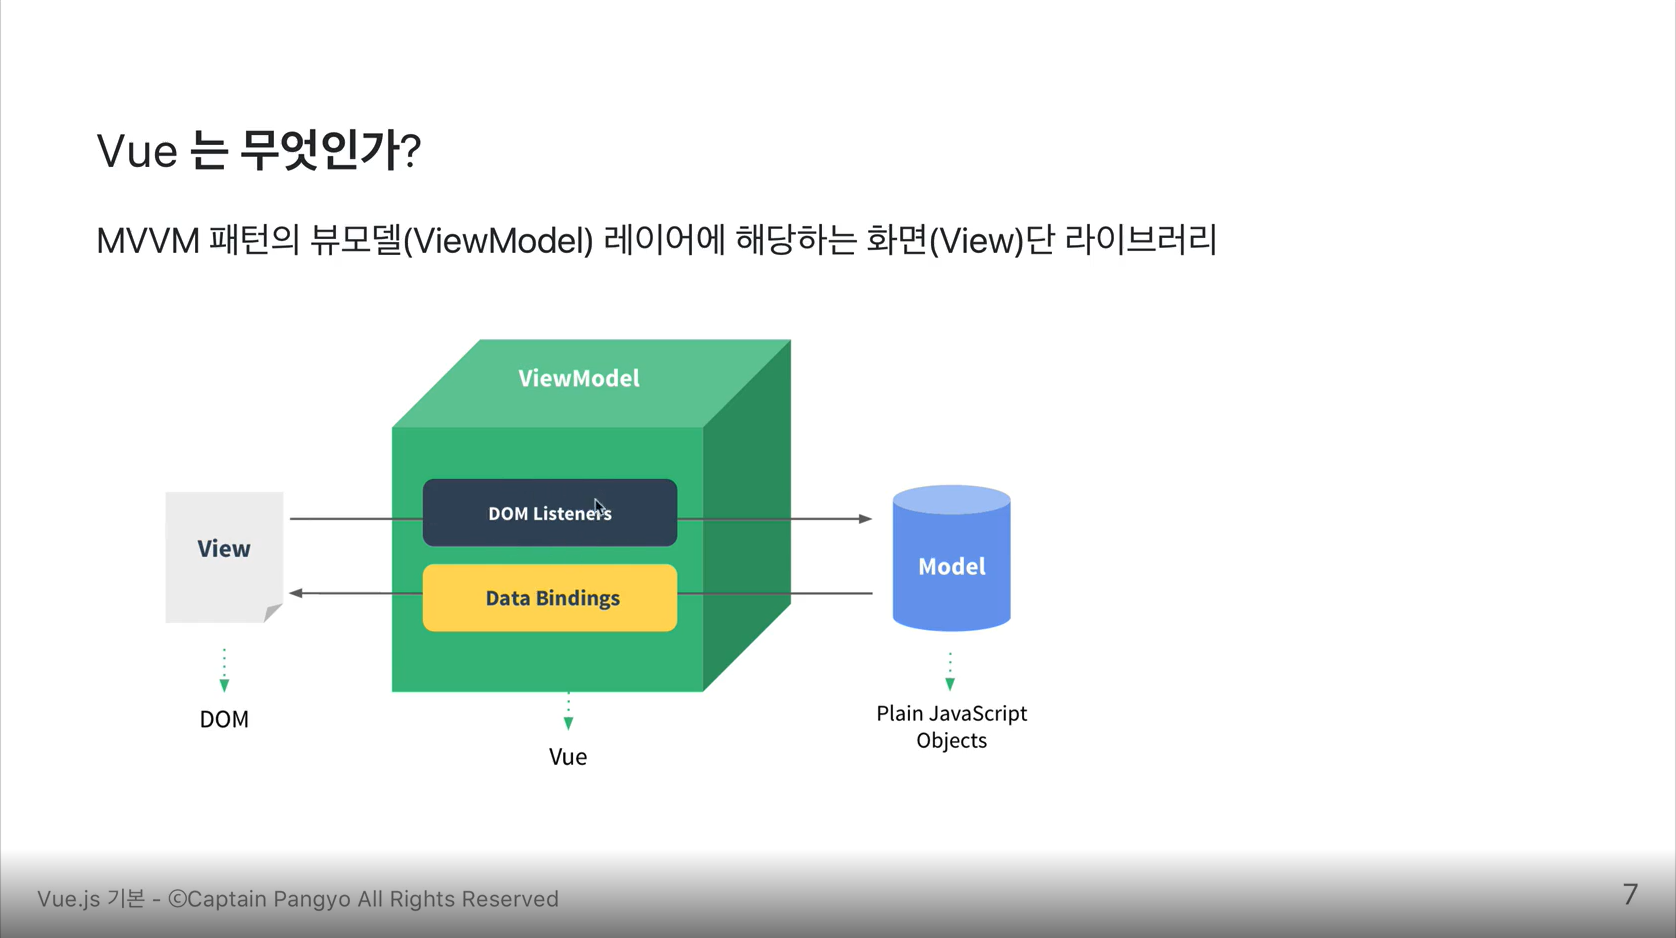 Vue 는 무엇인가?
MVVM 패턴의 뷰모델(ViewModel) 레이어에 해당하는 화면(View)단 라이브러리
ViewModel
DOM Listeners
View
Model
Data Bindings
DOM
Plain JavaScript
Objects
Vue
Vue.js 기본 - ©Captain Pangyo All Rights Reserved
7